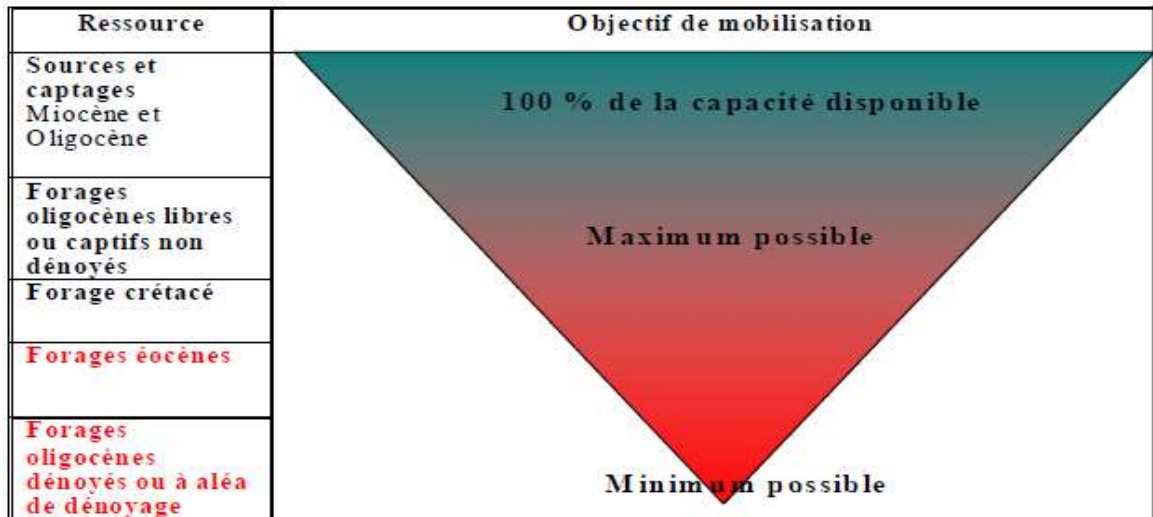 Ressource
Objectif de mobilisation
Sources et
captages
Miocène et
Oligocène
100 % de la capacité disponible
Forages
oligocènes libres
ou captifs non
dénoyés
Maximum possible
Forage crétacé
Forages éocènes
Forages
oligocènes
dénoyés ou à aléa
de dénoyage
Minimum possible